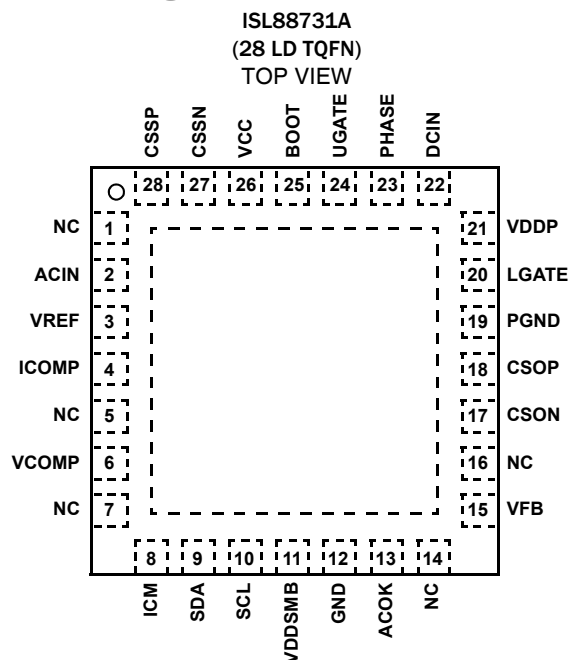 ISL88731A
(28 LD TQFN)
TOP VIEW
CSSP
CSSN
VCC
BOOT
UGATE
PHASE
DCIN
28
27
26
25
24
23
22
NC 1
ACIN 2
VREF 3
ICOMP 4
NC 5
VCOMP 6
NC 7
21 VDDP
20 LGATE
19 PGND
18 CSOP
17 CSON
16 NC
15 VFB
8
9
10
11
12
13
14
ICM
SDA
SCL
VDDSMB
GND
ACOK
NC